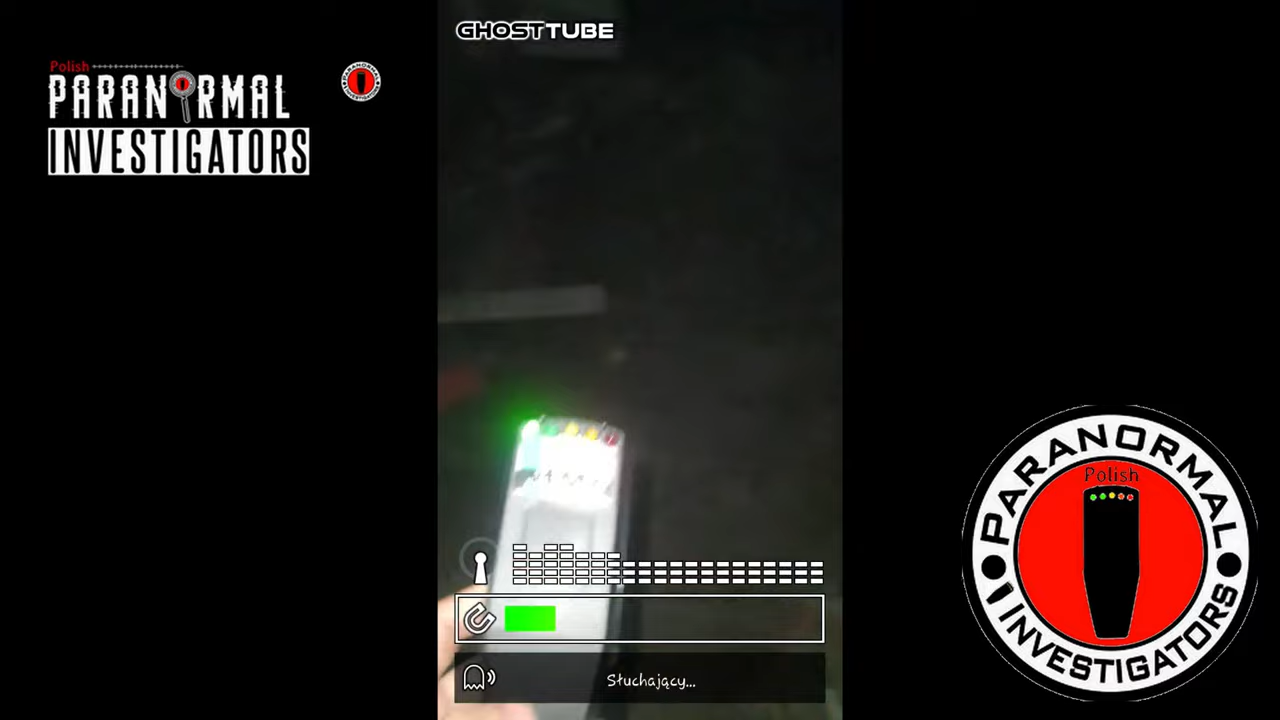 GHOSTTUBE
Polish
PARANORMAL
INVESTIGATORS
PARANORMAL
Polish
INVESTIGATORS
Słuchający...